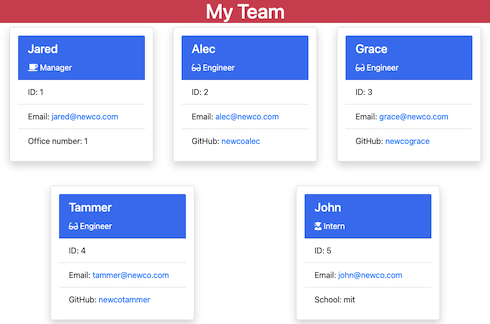 My Team
Jared
Manager
ID: 1
Email: jared@newco.com
Office number: 1
Alec
Engineer
ID: 2
Email: alec@newco.com
GitHub: newcoalec
Grace
Engineer
ID: 3
Email: grace@newco.com
GitHub: newcograce
Tammer
Engineer
ID: 4
Email: tammer@newco.com
GitHub: newcotammer
John
Intern
ID: 5
Email: john@newco.com
School: mit